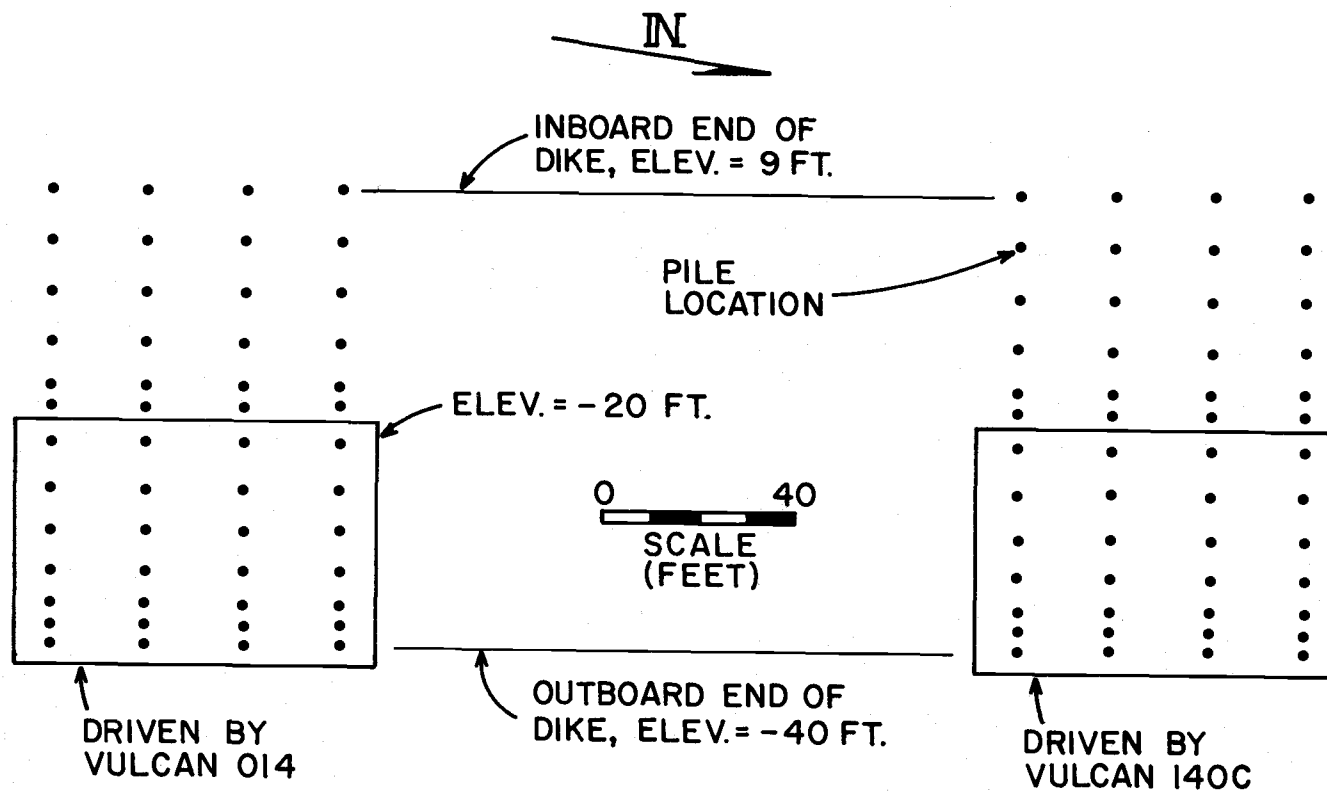 N
INBOARD END OF
DIKE, ELEV. = 9 FT.
PILE
LOCATION
ELEV. = -20 FT.
0 40
SCALE
(FEET)
OUTBOARD END OF
DIKE, ELEV. = -40 FT.
DRIVEN BY
VULCAN 014
DRIVEN BY
VULCAN 140C